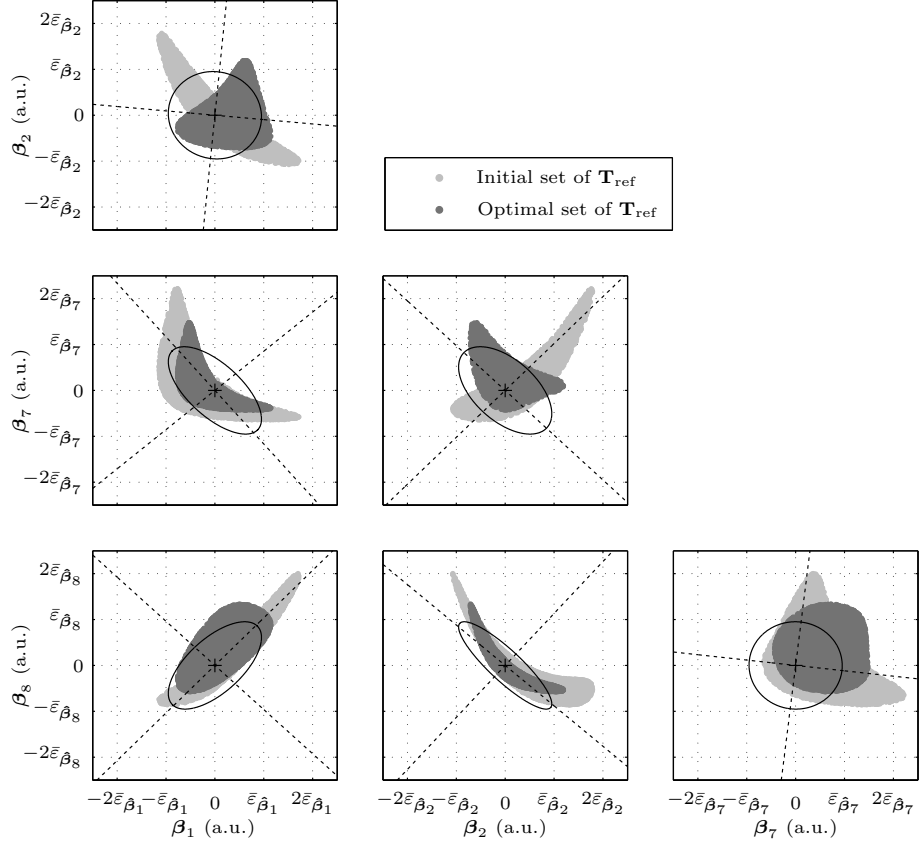 2ε̄β̂2
ε̄β̂2
0
−ε̄β̂2
−2ε̄β̂2
β2 (a.u.)
Initial set of Tref
Optimal set of Tref
2ε̄β̂7
ε̄β̂7
0
−ε̄β̂7
−2ε̄β̂7
β7 (a.u.)
2ε̄β̂8
ε̄β̂8
0
−ε̄β̂8
−2ε̄β̂8
β8 (a.u.)
−2ε̄β̂1 −ε̄β̂1 0 ε̄β̂1 2ε̄β̂1
β1 (a.u.)
−2ε̄β̂2 −ε̄β̂2 0 ε̄β̂2 2ε̄β̂2
β2 (a.u.)
−2ε̄β̂7 −ε̄β̂7 0 ε̄β̂7 2ε̄β̂7
β7 (a.u.)